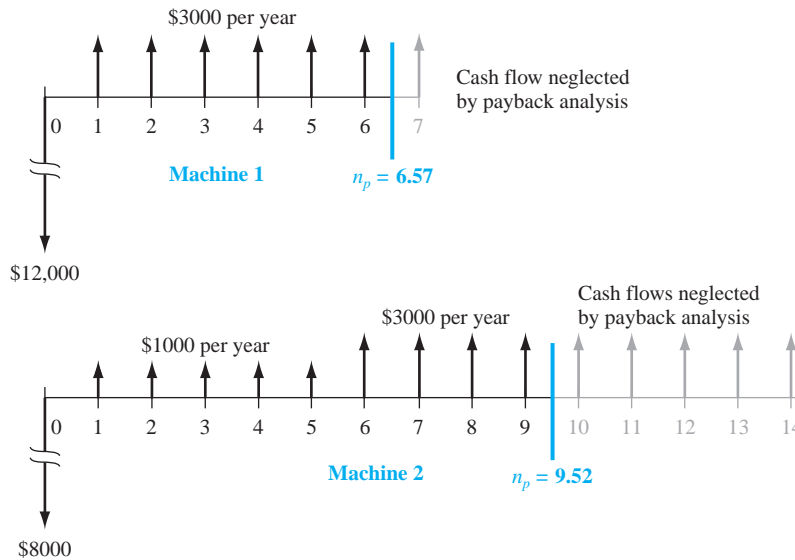 $3000 per year
Cash flow neglected
by payback analysis
0 1 2 3 4 5 6 7
Machine 1
n_p = 6.57
$12,000
Cash flows neglected
by payback analysis
$3000 per year
$1000 per year
0 1 2 3 4 5 6 7 8 9 10 11 12 13 14
Machine 2
n_p = 9.52
$8000